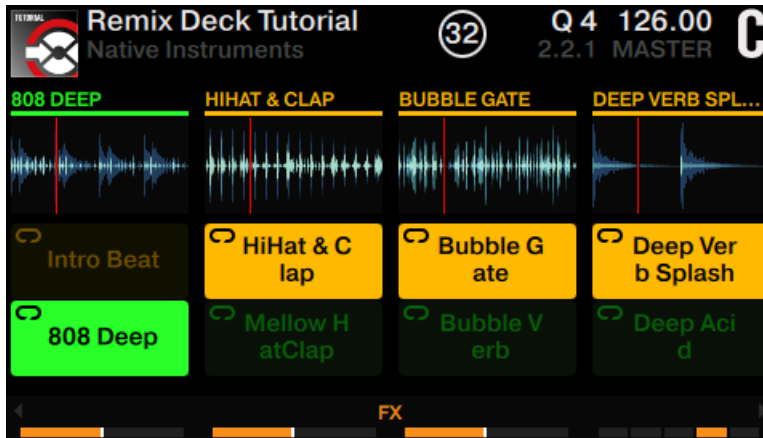 TUTORIAL
Remix Deck Tutorial
Native Instruments
32
Q 4 126.00
2.2.1 MASTER
C
808 DEEP
HIHAT & CLAP
BUBBLE GATE
DEEP VERB SPL...
Intro Beat
HiHat & C
lap
Bubble G
ate
Deep Ver
b Splash
808 Deep
Mellow H
atClap
Bubble V
erb
Deep Aci
d
FX